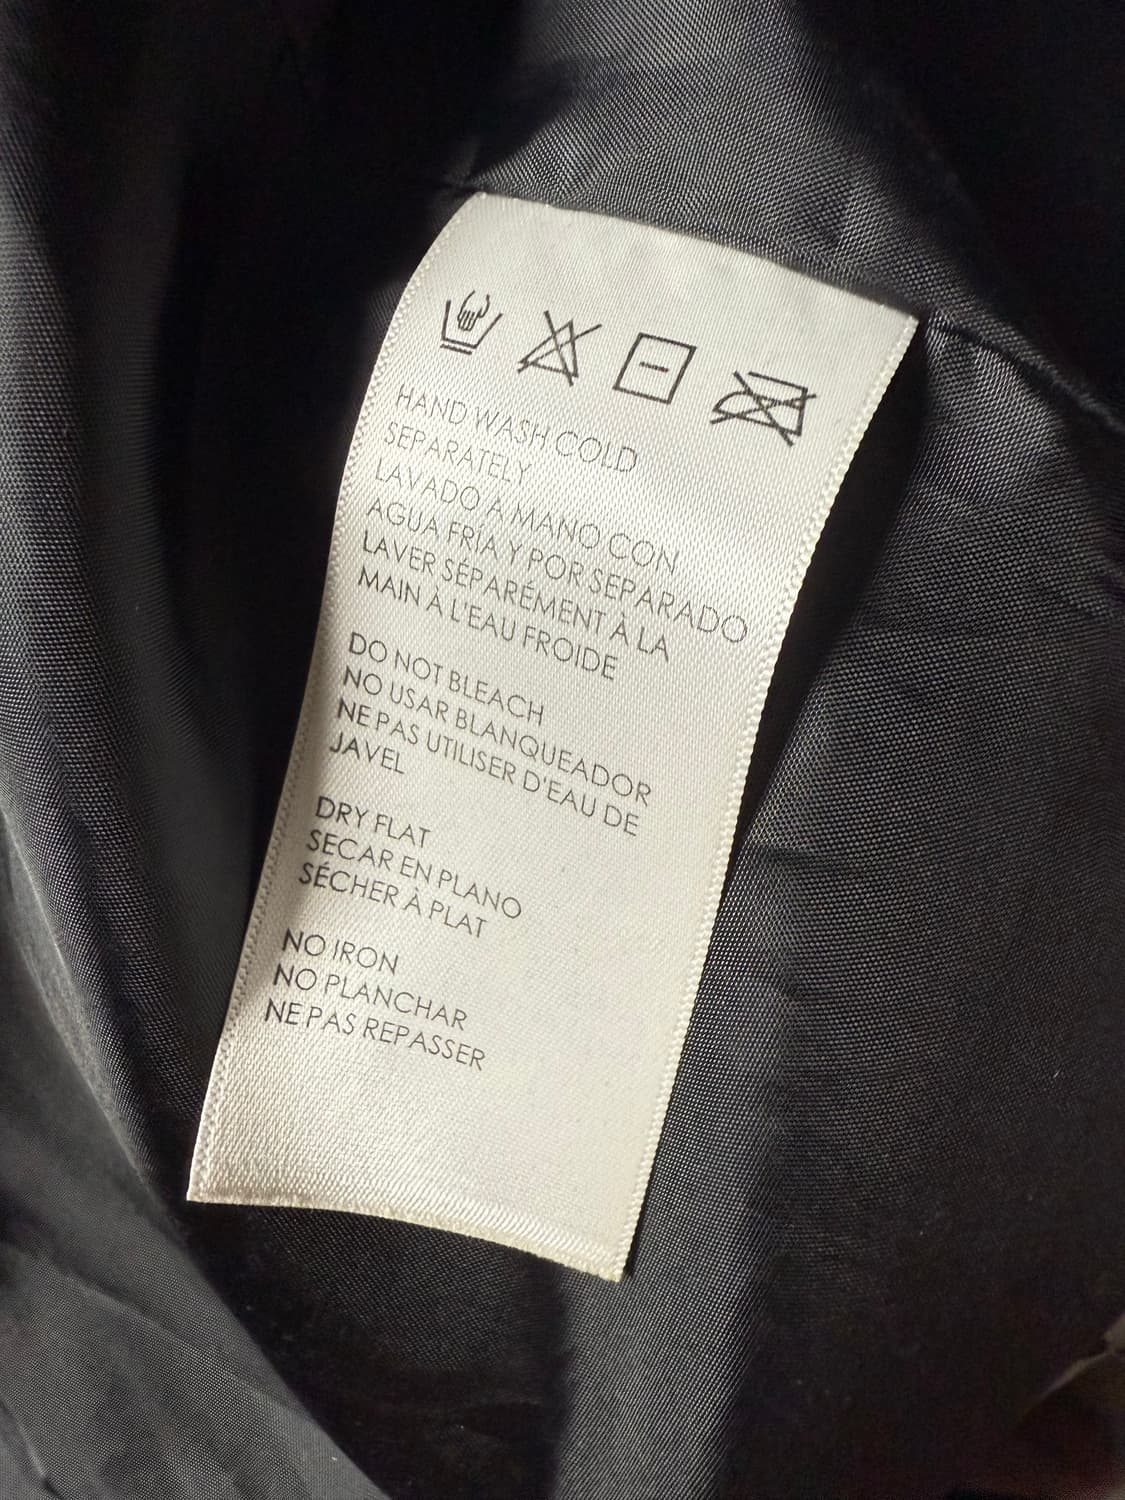 HAND WASH COLD
SEPARATELY
LAVADO A MANO CON
AGUA FRÍA Y POR SEPARADO
LAVER SÉPARÉMENT À LA
MAIN À L'EAU FROIDE
DO NOT BLEACH
NO USAR BLANQUEADOR
NE PAS UTILISER D'EAU DE
JAVEL
DRY FLAT
SECAR EN PLANO
SÉCHER À PLAT
NO IRON
NO PLANCHAR
NE PAS REPASSER